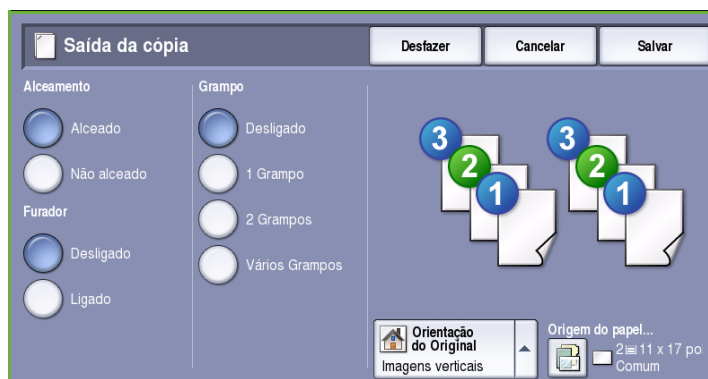 Saída da cópia
Desfazer
Cancelar
Salvar
Alceamento
Alceado
Não alceado
Furador
Desligado
Ligado
Grampo
Desligado
1 Grampo
2 Grampos
Vários Grampos
3 2 1
3 2 1
Orientação
do Original
Imagens verticais
Origem do papel...
2 11 x 17 po
Comum